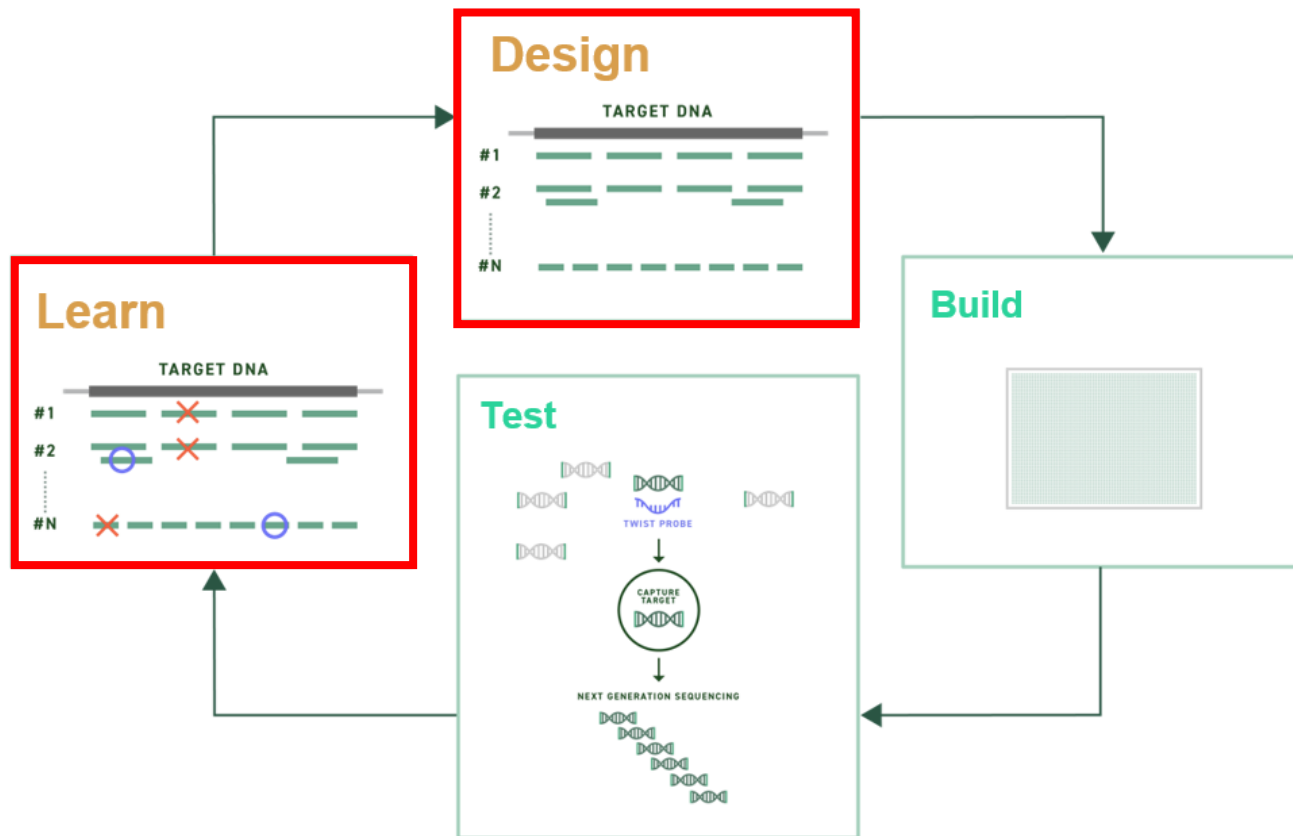 Design
TARGET DNA
#1
#2
#N
Learn
TARGET DNA
#1
#2
#N
Build
Test
TWIST PROBE
CAPTURE
TARGET
NEXT GENERATION SEQUENCING